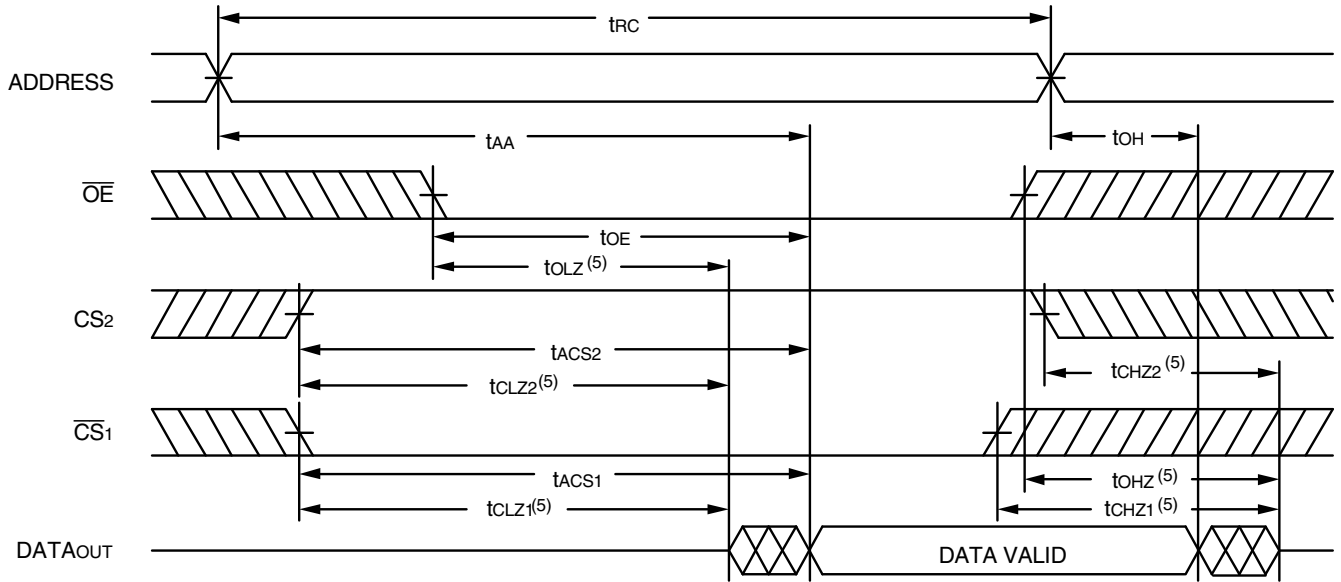 tRC
ADDRESS
tAA
tOH
OE
tOE
tOLZ (5)
CS2
tACS2
tCLZ2(5)
tCHZ2(5)
CS1
tACS1
tOHZ(5)
tCLZ1(5)
tCHZ1(5)
DATAOUT
DATA VALID